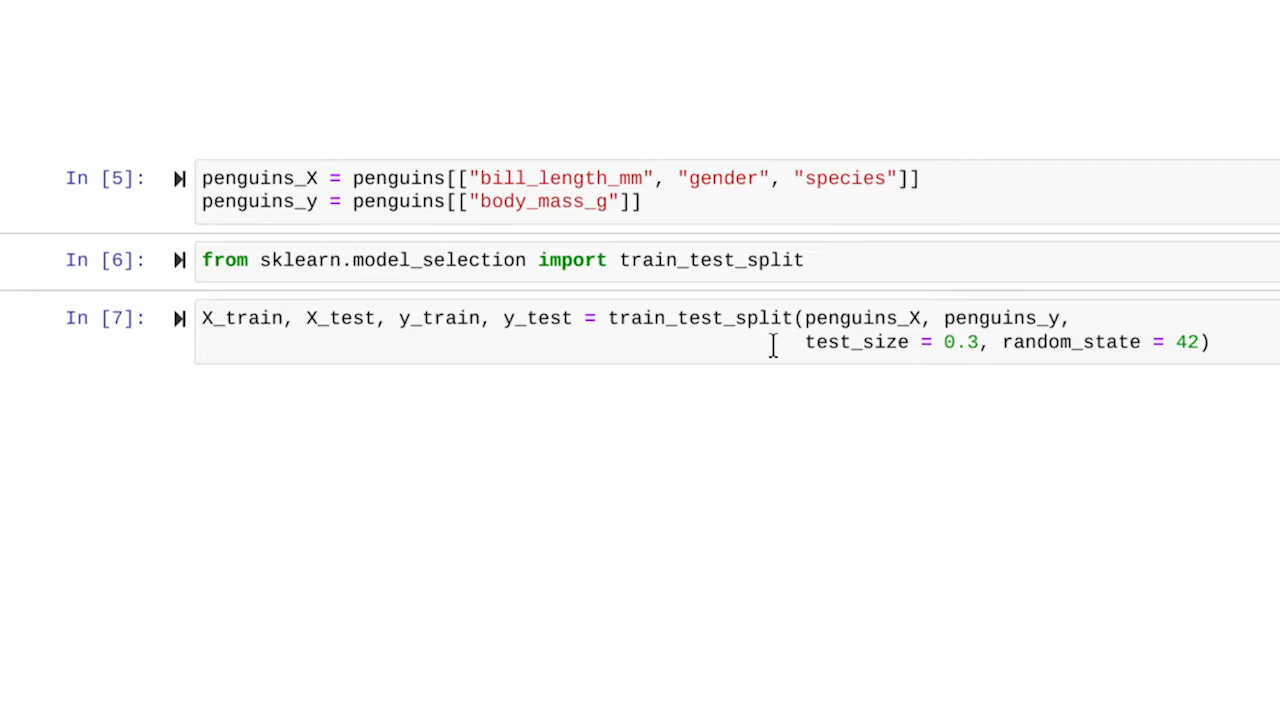 In [5]: penguins_X = penguins[["bill_length_mm", "gender", "species"]]
penguins_y = penguins[["body_mass_g"]]
In [6]: from sklearn.model_selection import train_test_split
In [7]: X_train, X_test, y_train, y_test = train_test_split(penguins_X, penguins_y,
test_size = 0.3, random_state = 42)